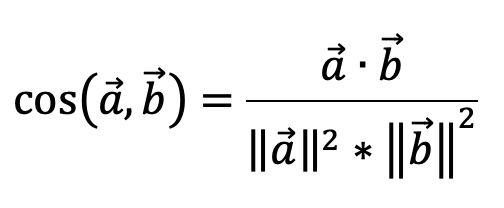 cos(a⃗, b⃗) = (a⃗ · b⃗) / (‖a⃗‖² * ‖b⃗‖²)